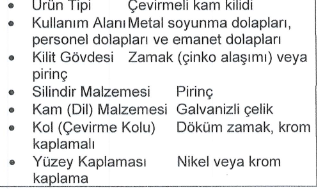 • Ürün Tipi Çevirmeli kam kilidi
• Kullanım Alanı Metal soyunma dolapları,
personel dolapları ve emanet dolapları
• Kilit Gövdesi Zamak (çinko alaşımı) veya
pirinç
• Silindir Malzemesi Pirinç
• Kam (Dil) Malzemesi Galvanizli çelik
• Kol (Çevirme Kolu) Döküm zamak, krom
kaplamalı
• Yüzey Kaplaması Nikel veya krom
kaplama